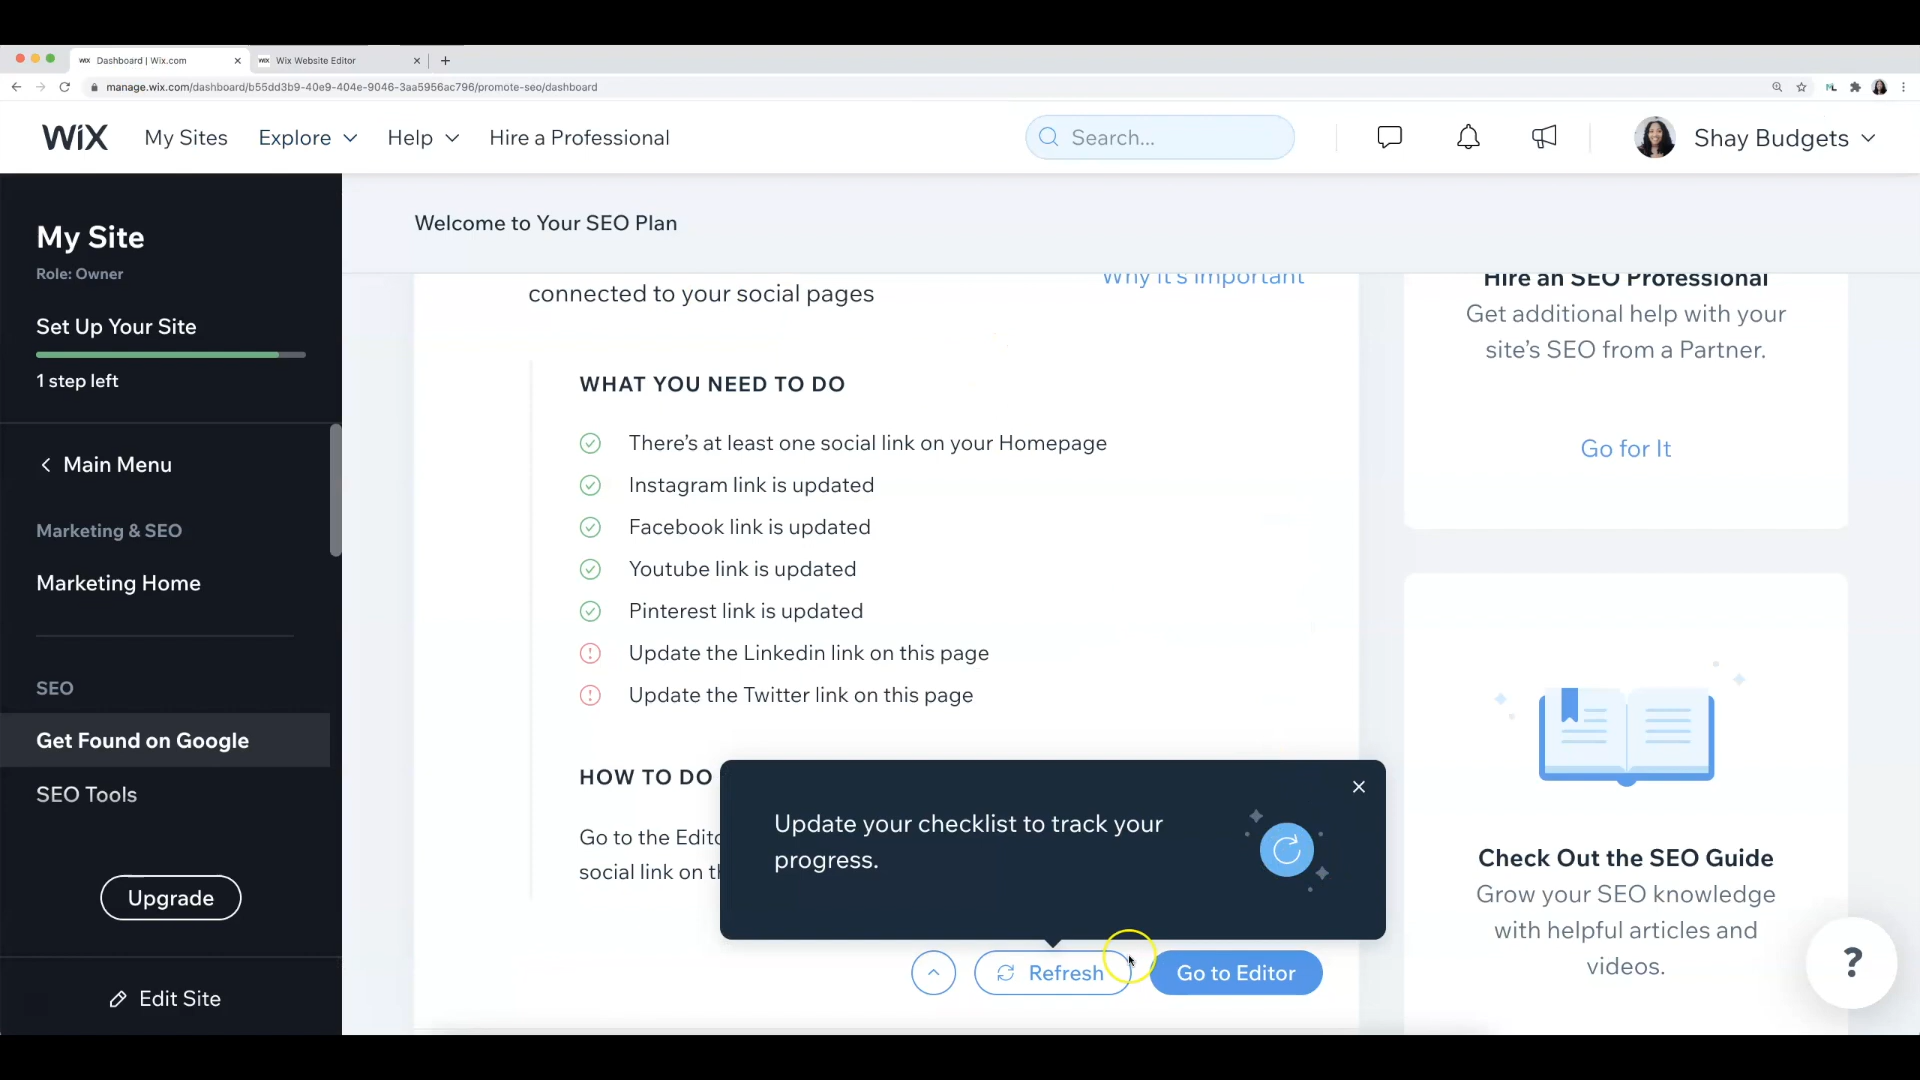 Dashboard | Wix.com
Wix Website Editor
manage.wix.com/dashboard/b55dd3b9-40e9-404e-9046-3aa5956ac796/promote-seo/dashboard
WiX My Sites Explore Help Hire a Professional Search... Shay Budgets
My Site
Role: Owner
Set Up Your Site
1 step left
Main Menu
Marketing & SEO
Marketing Home
SEO
Get Found on Google
SEO Tools
Upgrade
Edit Site
Welcome to Your SEO Plan
Why it's important
connected to your social pages
WHAT YOU NEED TO DO
There's at least one social link on your Homepage
Instagram link is updated
Facebook link is updated
Youtube link is updated
Pinterest link is updated
Update the Linkedin link on this page
Update the Twitter link on this page
HOW TO DO
Go to the Edito
social link on t
Update your checklist to track your
progress.
Refresh
Go to Editor
Hire an SEO Professional
Get additional help with your
site's SEO from a Partner.
Go for It
Check Out the SEO Guide
Grow your SEO knowledge
with helpful articles and
videos.
?